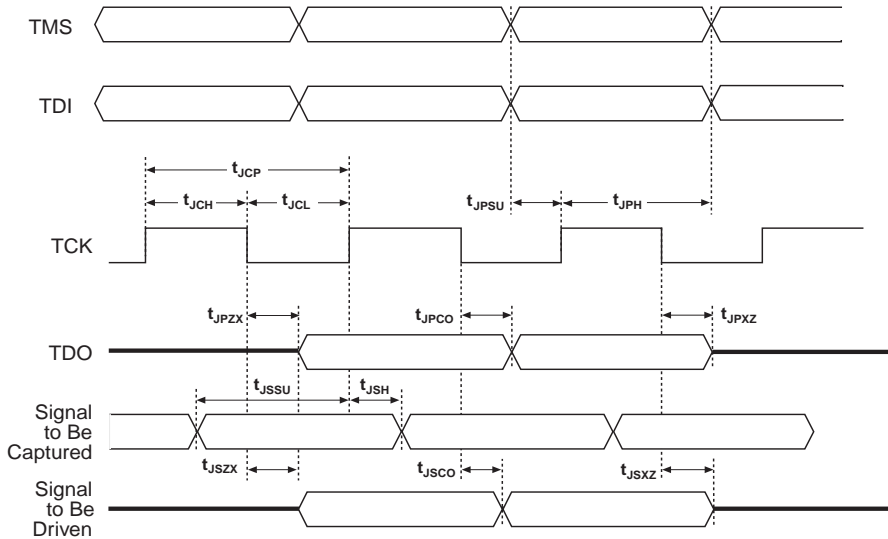 TMS
TDI
tJCP
tJCH
tJCL
tJPSU
tJPH
TCK
tJPZX
tJPCO
tJPXZ
TDO
tJSSU
tJSH
Signal
to Be
Captured
tJSZX
tJSCO
tJSXZ
Signal
to Be
Driven